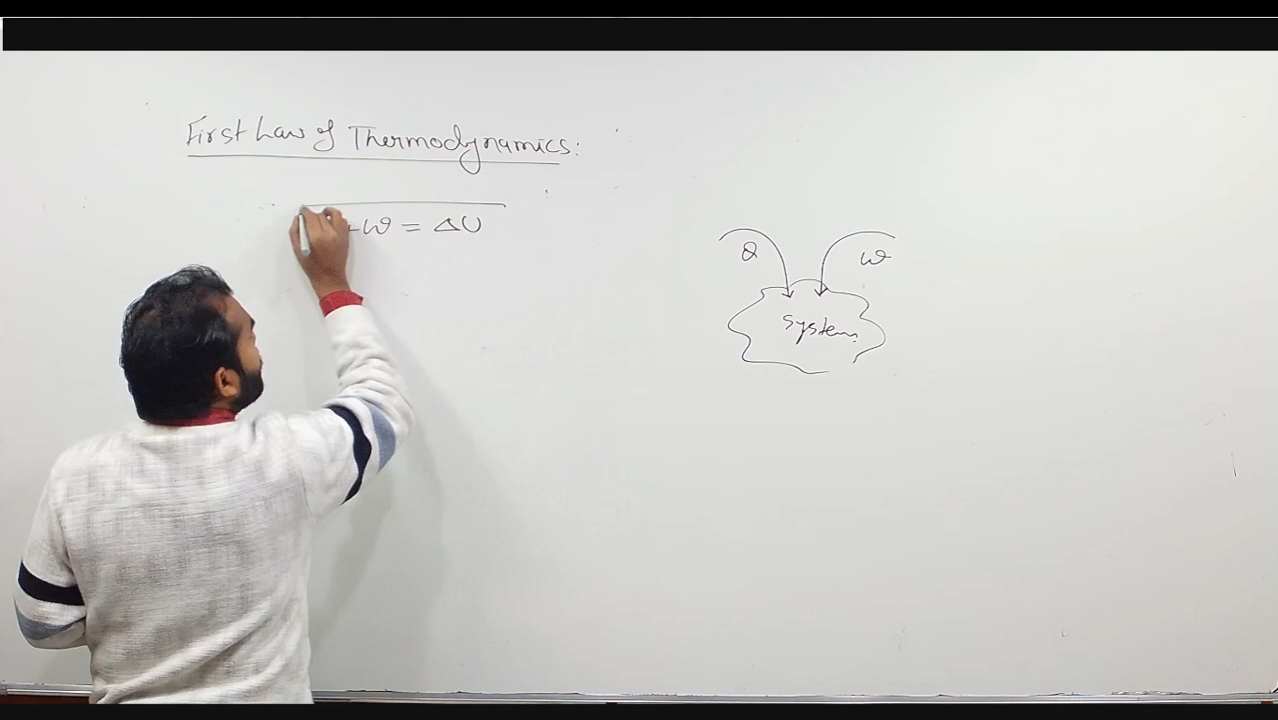 First Law of Thermodynamics:
+W = ΔU
Q
W
System